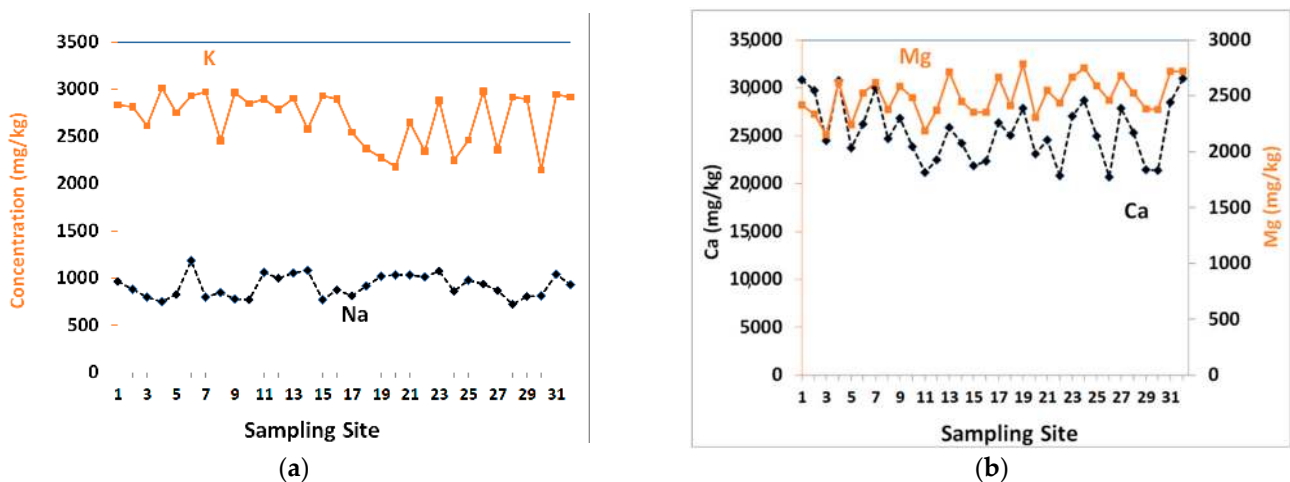 3500
3000
2500
2000
1500
1000
500
0
Concentration (mg/kg)
K
Na
1 3 5 7 9 11 13 15 17 19 21 23 25 27 29 31
Sampling Site
(a)
35,000
30,000
25,000
20,000
15,000
10,000
5,000
0
Ca (mg/kg)
Mg
Ca
3000
2500
2000
1500
1000
500
0
Mg (mg/kg)
1 3 5 7 9 11 13 15 17 19 21 23 25 27 29 31
Sampling Site
(b)